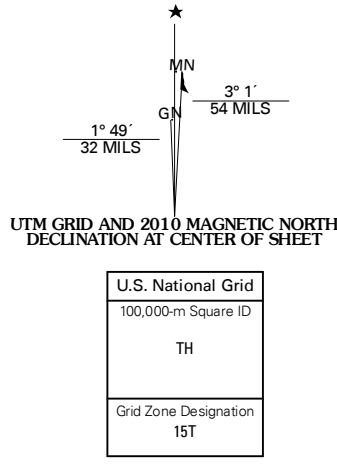 ★
MN
3° 1´
54 MILS
GN
1° 49´
32 MILS
UTM GRID AND 2010 MAGNETIC NORTH
DECLINATION AT CENTER OF SHEET
U.S. National Grid
100,000-m Square ID
TH
Grid Zone Designation
15T